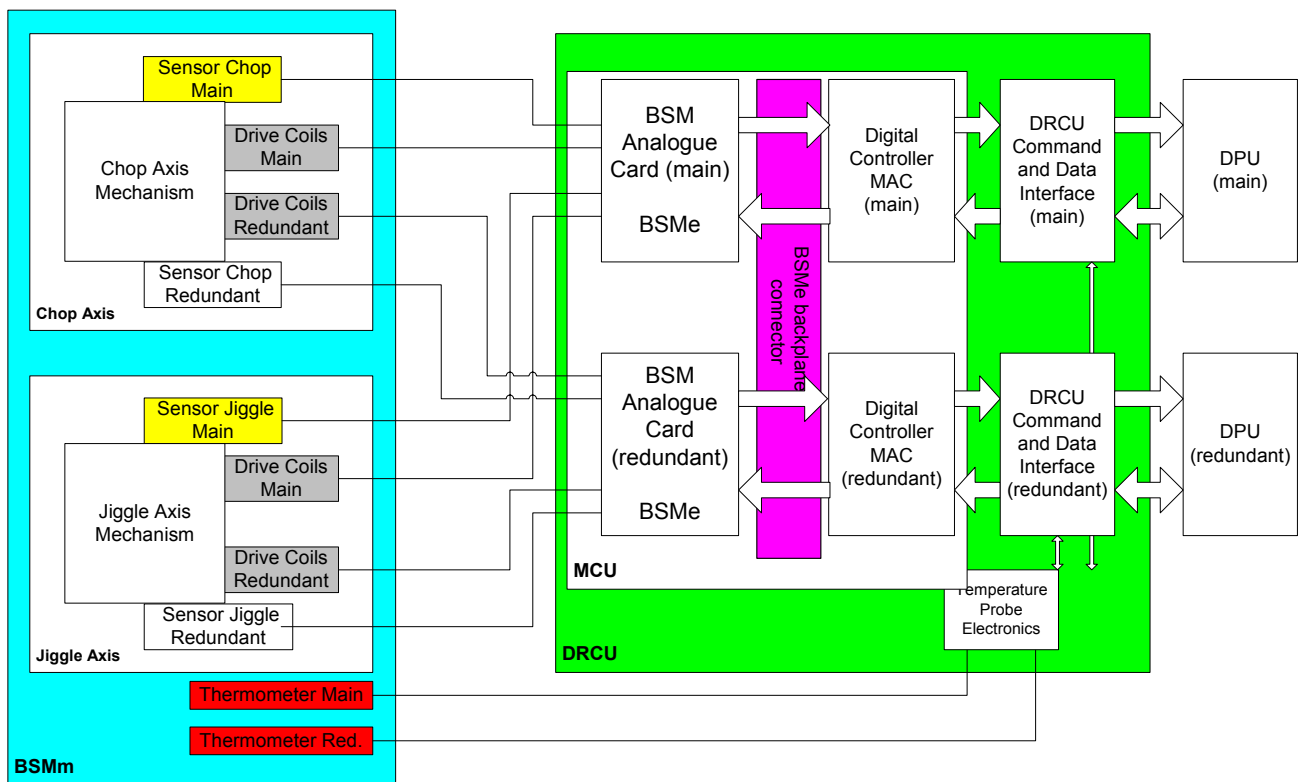 Sensor Chop
Main
Drive Coils
Main
Chop Axis
Mechanism
Drive Coils
Redundant
Sensor Chop
Redundant
Chop Axis
Sensor Jiggle
Main
Drive Coils
Main
Jiggle Axis
Mechanism
Drive Coils
Redundant
Sensor Jiggle
Redundant
Jiggle Axis
Thermometer Main
Thermometer Red.
BSMm
BSM
Analogue
Card (main)
BSMe
BSMe backplane
connector
Digital
Controller
MAC
(main)
DRCU
Command
and Data
Interface
(main)
DPU
(main)
BSM
Analogue
Card
(redundant)
BSMe
Digital
Controller
MAC
(redundant)
DRCU
Command
and Data
Interface
(redundant)
DPU
(redundant)
MCU
Temperature
Probe
Electronics
DRCU